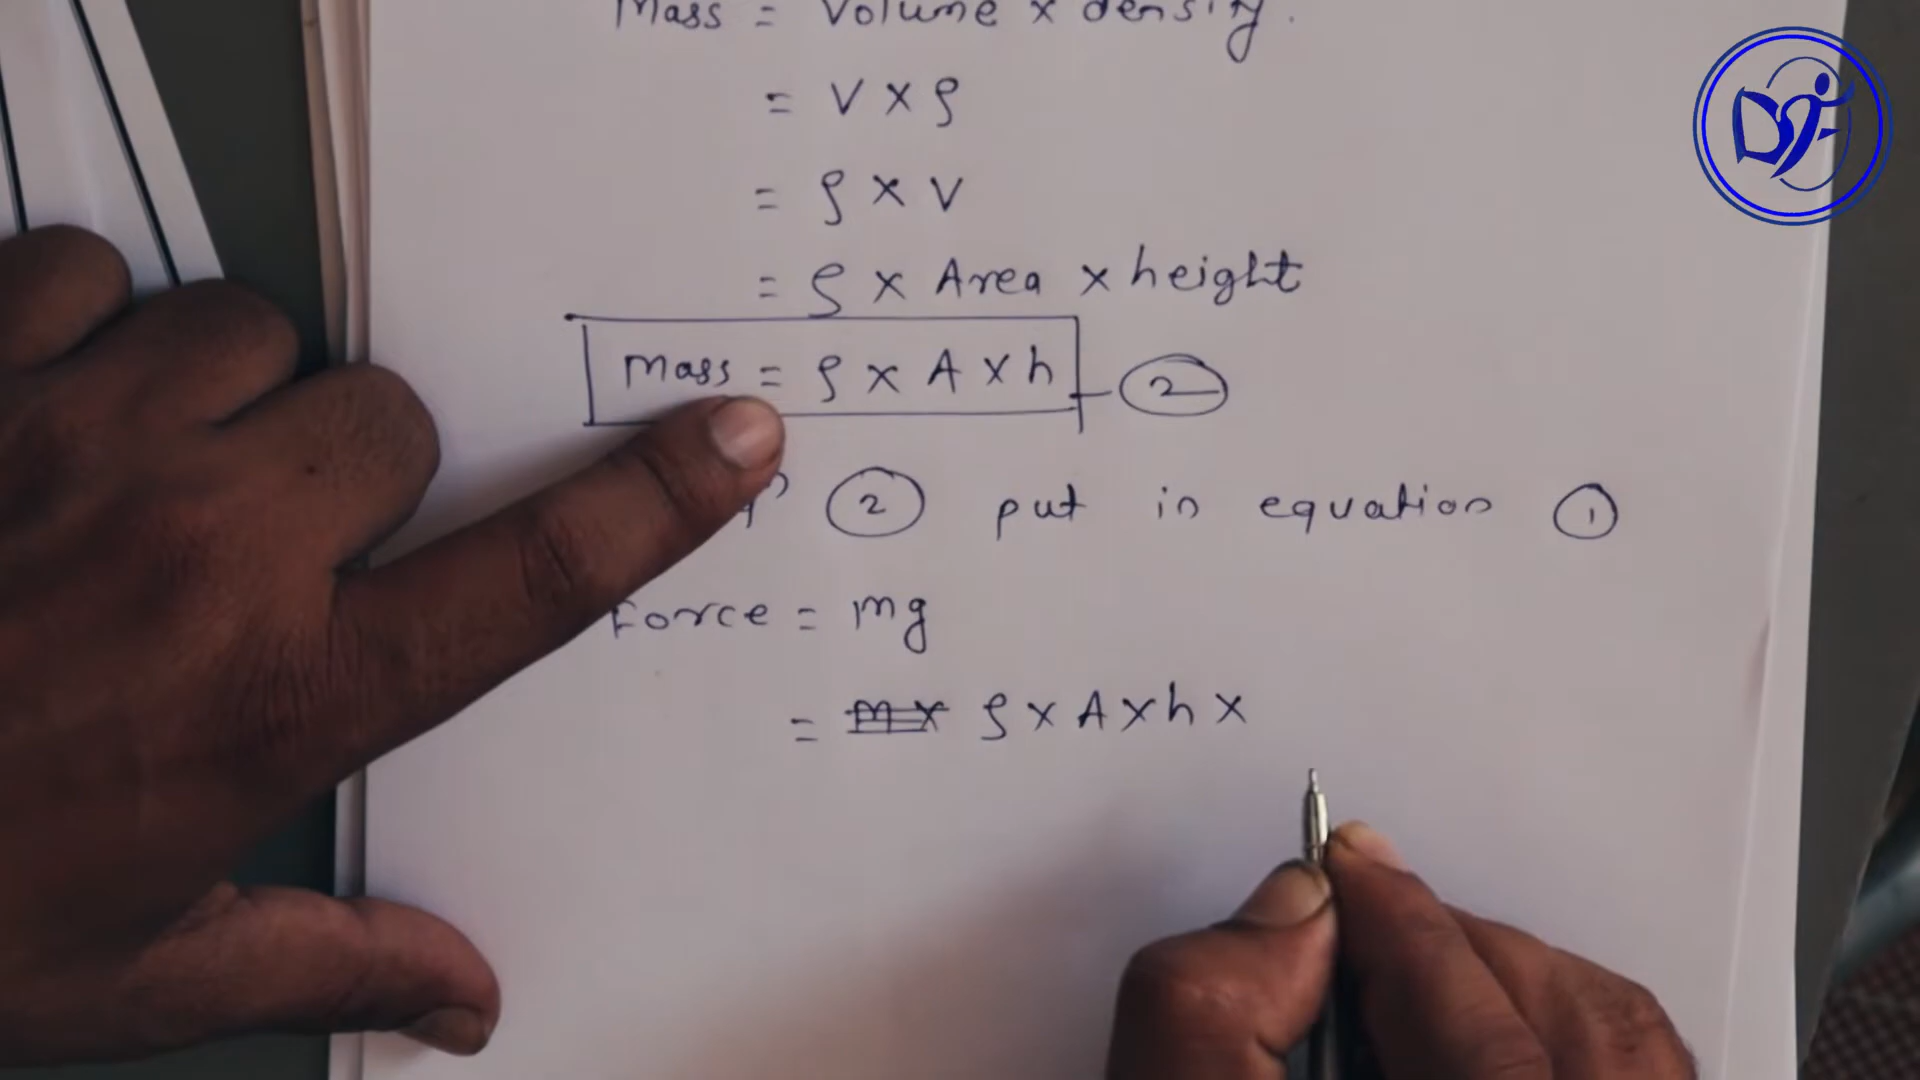 Mass = Volume × density.
= V × ρ
= ρ × V
= ρ × Area × height
Mass = ρ × A × h - 2
2 put in equation 1
Force = mg
= ρ × A × h ×